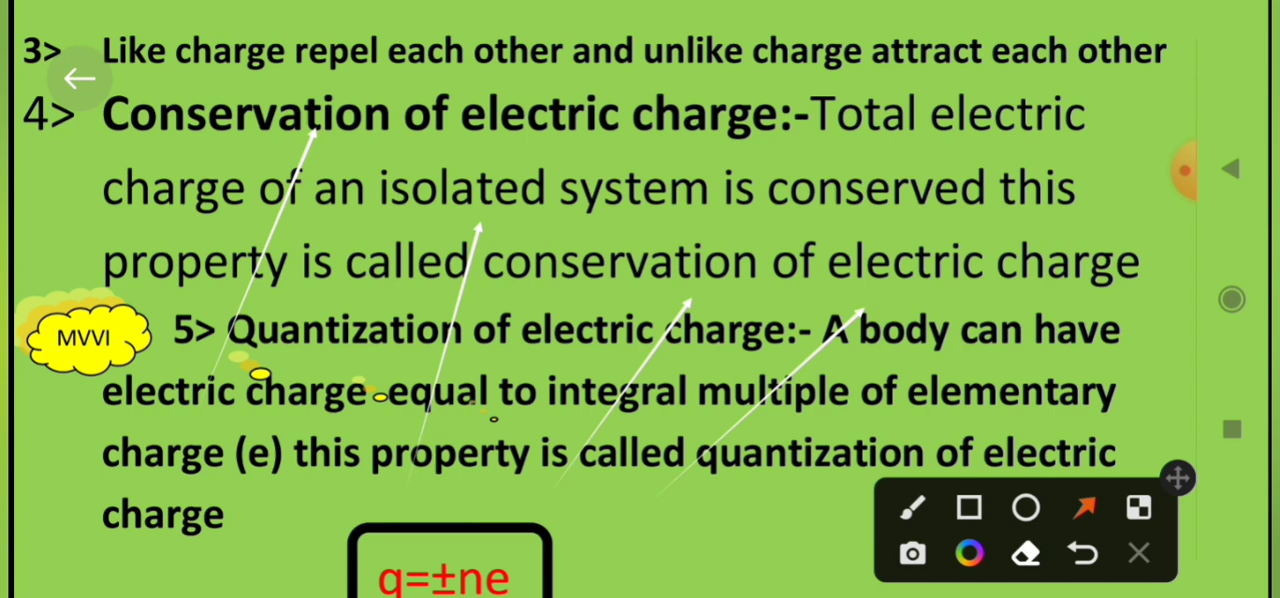 3> Like charge repel each other and unlike charge attract each other
4> Conservation of electric charge:-Total electric
charge of an isolated system is conserved this
property is called conservation of electric charge
MVVI
5> Quantization of electric charge:- A body can have
electric charge equal to integral multiple of elementary
charge (e) this property is called quantization of electric
charge
q=±ne